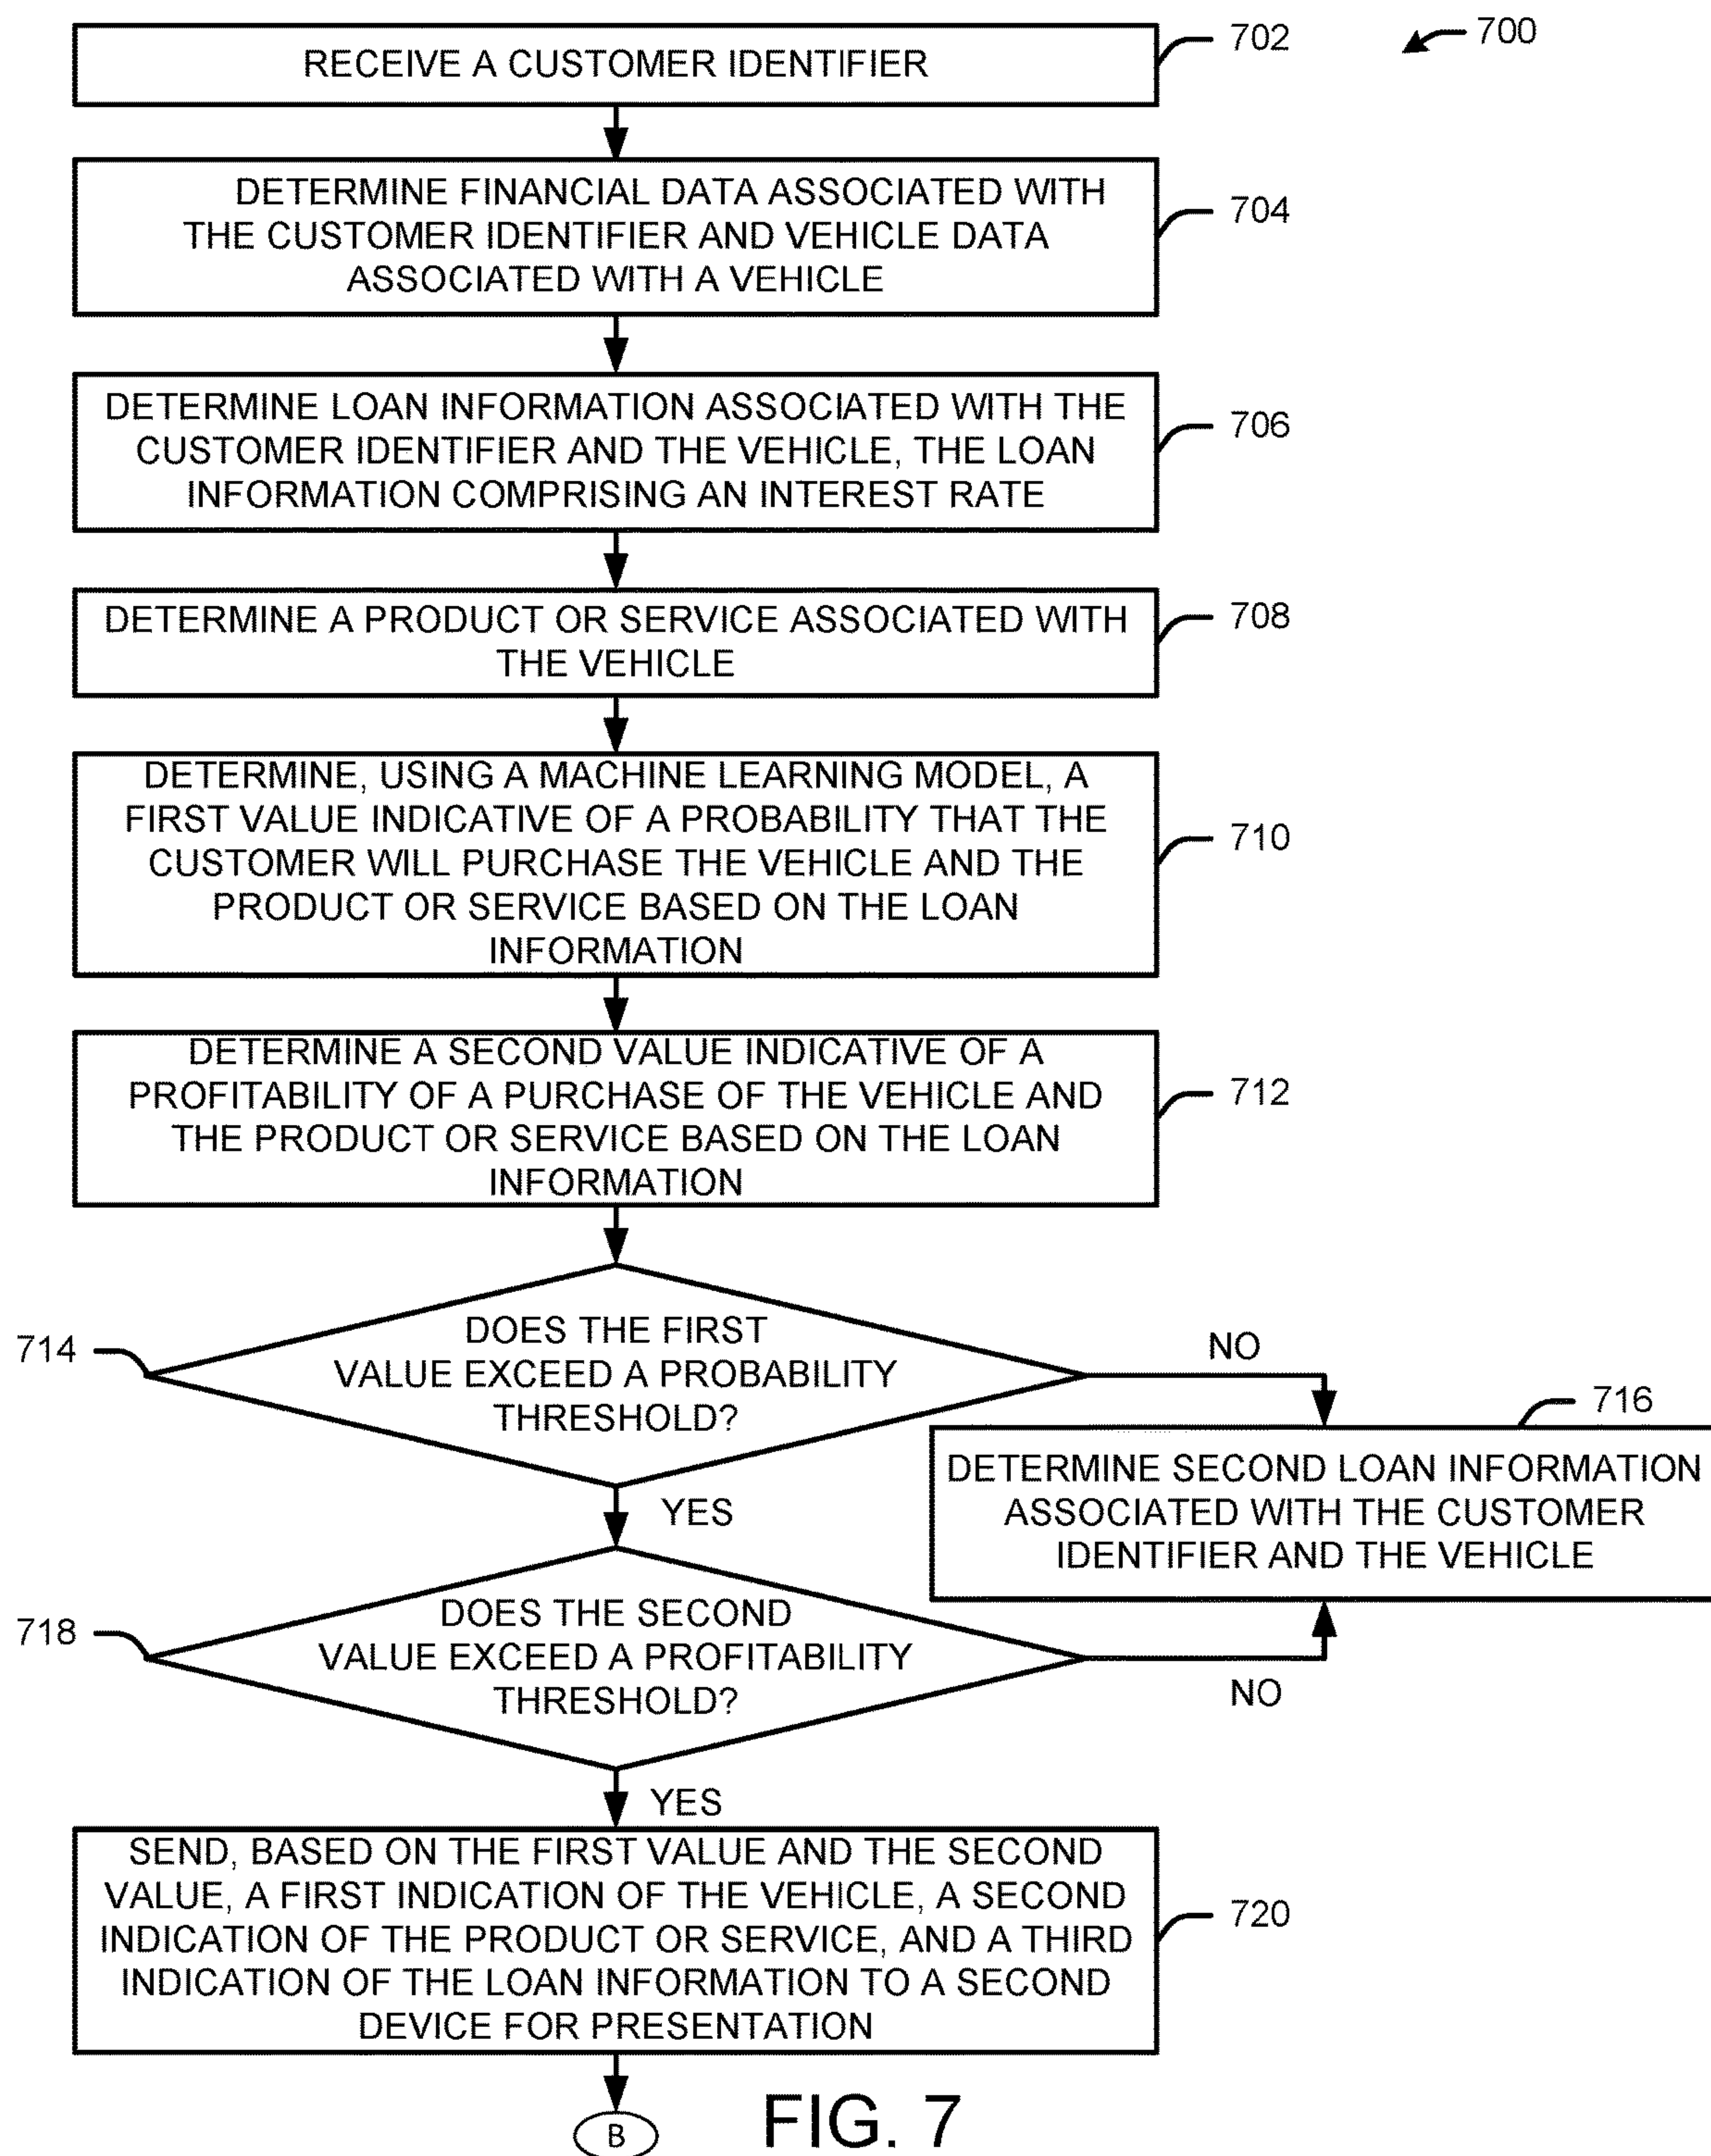 RECEIVE A CUSTOMER IDENTIFIER
702
700
DETERMINE FINANCIAL DATA ASSOCIATED WITH
THE CUSTOMER IDENTIFIER AND VEHICLE DATA
ASSOCIATED WITH A VEHICLE
704
DETERMINE LOAN INFORMATION ASSOCIATED WITH THE
CUSTOMER IDENTIFIER AND THE VEHICLE, THE LOAN
INFORMATION COMPRISING AN INTEREST RATE
706
DETERMINE A PRODUCT OR SERVICE ASSOCIATED WITH
THE VEHICLE
708
DETERMINE, USING A MACHINE LEARNING MODEL, A
FIRST VALUE INDICATIVE OF A PROBABILITY THAT THE
CUSTOMER WILL PURCHASE THE VEHICLE AND THE
PRODUCT OR SERVICE BASED ON THE LOAN
INFORMATION
710
DETERMINE A SECOND VALUE INDICATIVE OF A
PROFITABILITY OF A PURCHASE OF THE VEHICLE AND
THE PRODUCT OR SERVICE BASED ON THE LOAN
INFORMATION
712
714
DOES THE FIRST
VALUE EXCEED A PROBABILITY
THRESHOLD?
NO
YES
716
DETERMINE SECOND LOAN INFORMATION
ASSOCIATED WITH THE CUSTOMER
IDENTIFIER AND THE VEHICLE
718
DOES THE SECOND
VALUE EXCEED A PROFITABILITY
THRESHOLD?
NO
YES
SEND, BASED ON THE FIRST VALUE AND THE SECOND
VALUE, A FIRST INDICATION OF THE VEHICLE, A SECOND
INDICATION OF THE PRODUCT OR SERVICE, AND A THIRD
INDICATION OF THE LOAN INFORMATION TO A SECOND
DEVICE FOR PRESENTATION
720
B
FIG. 7